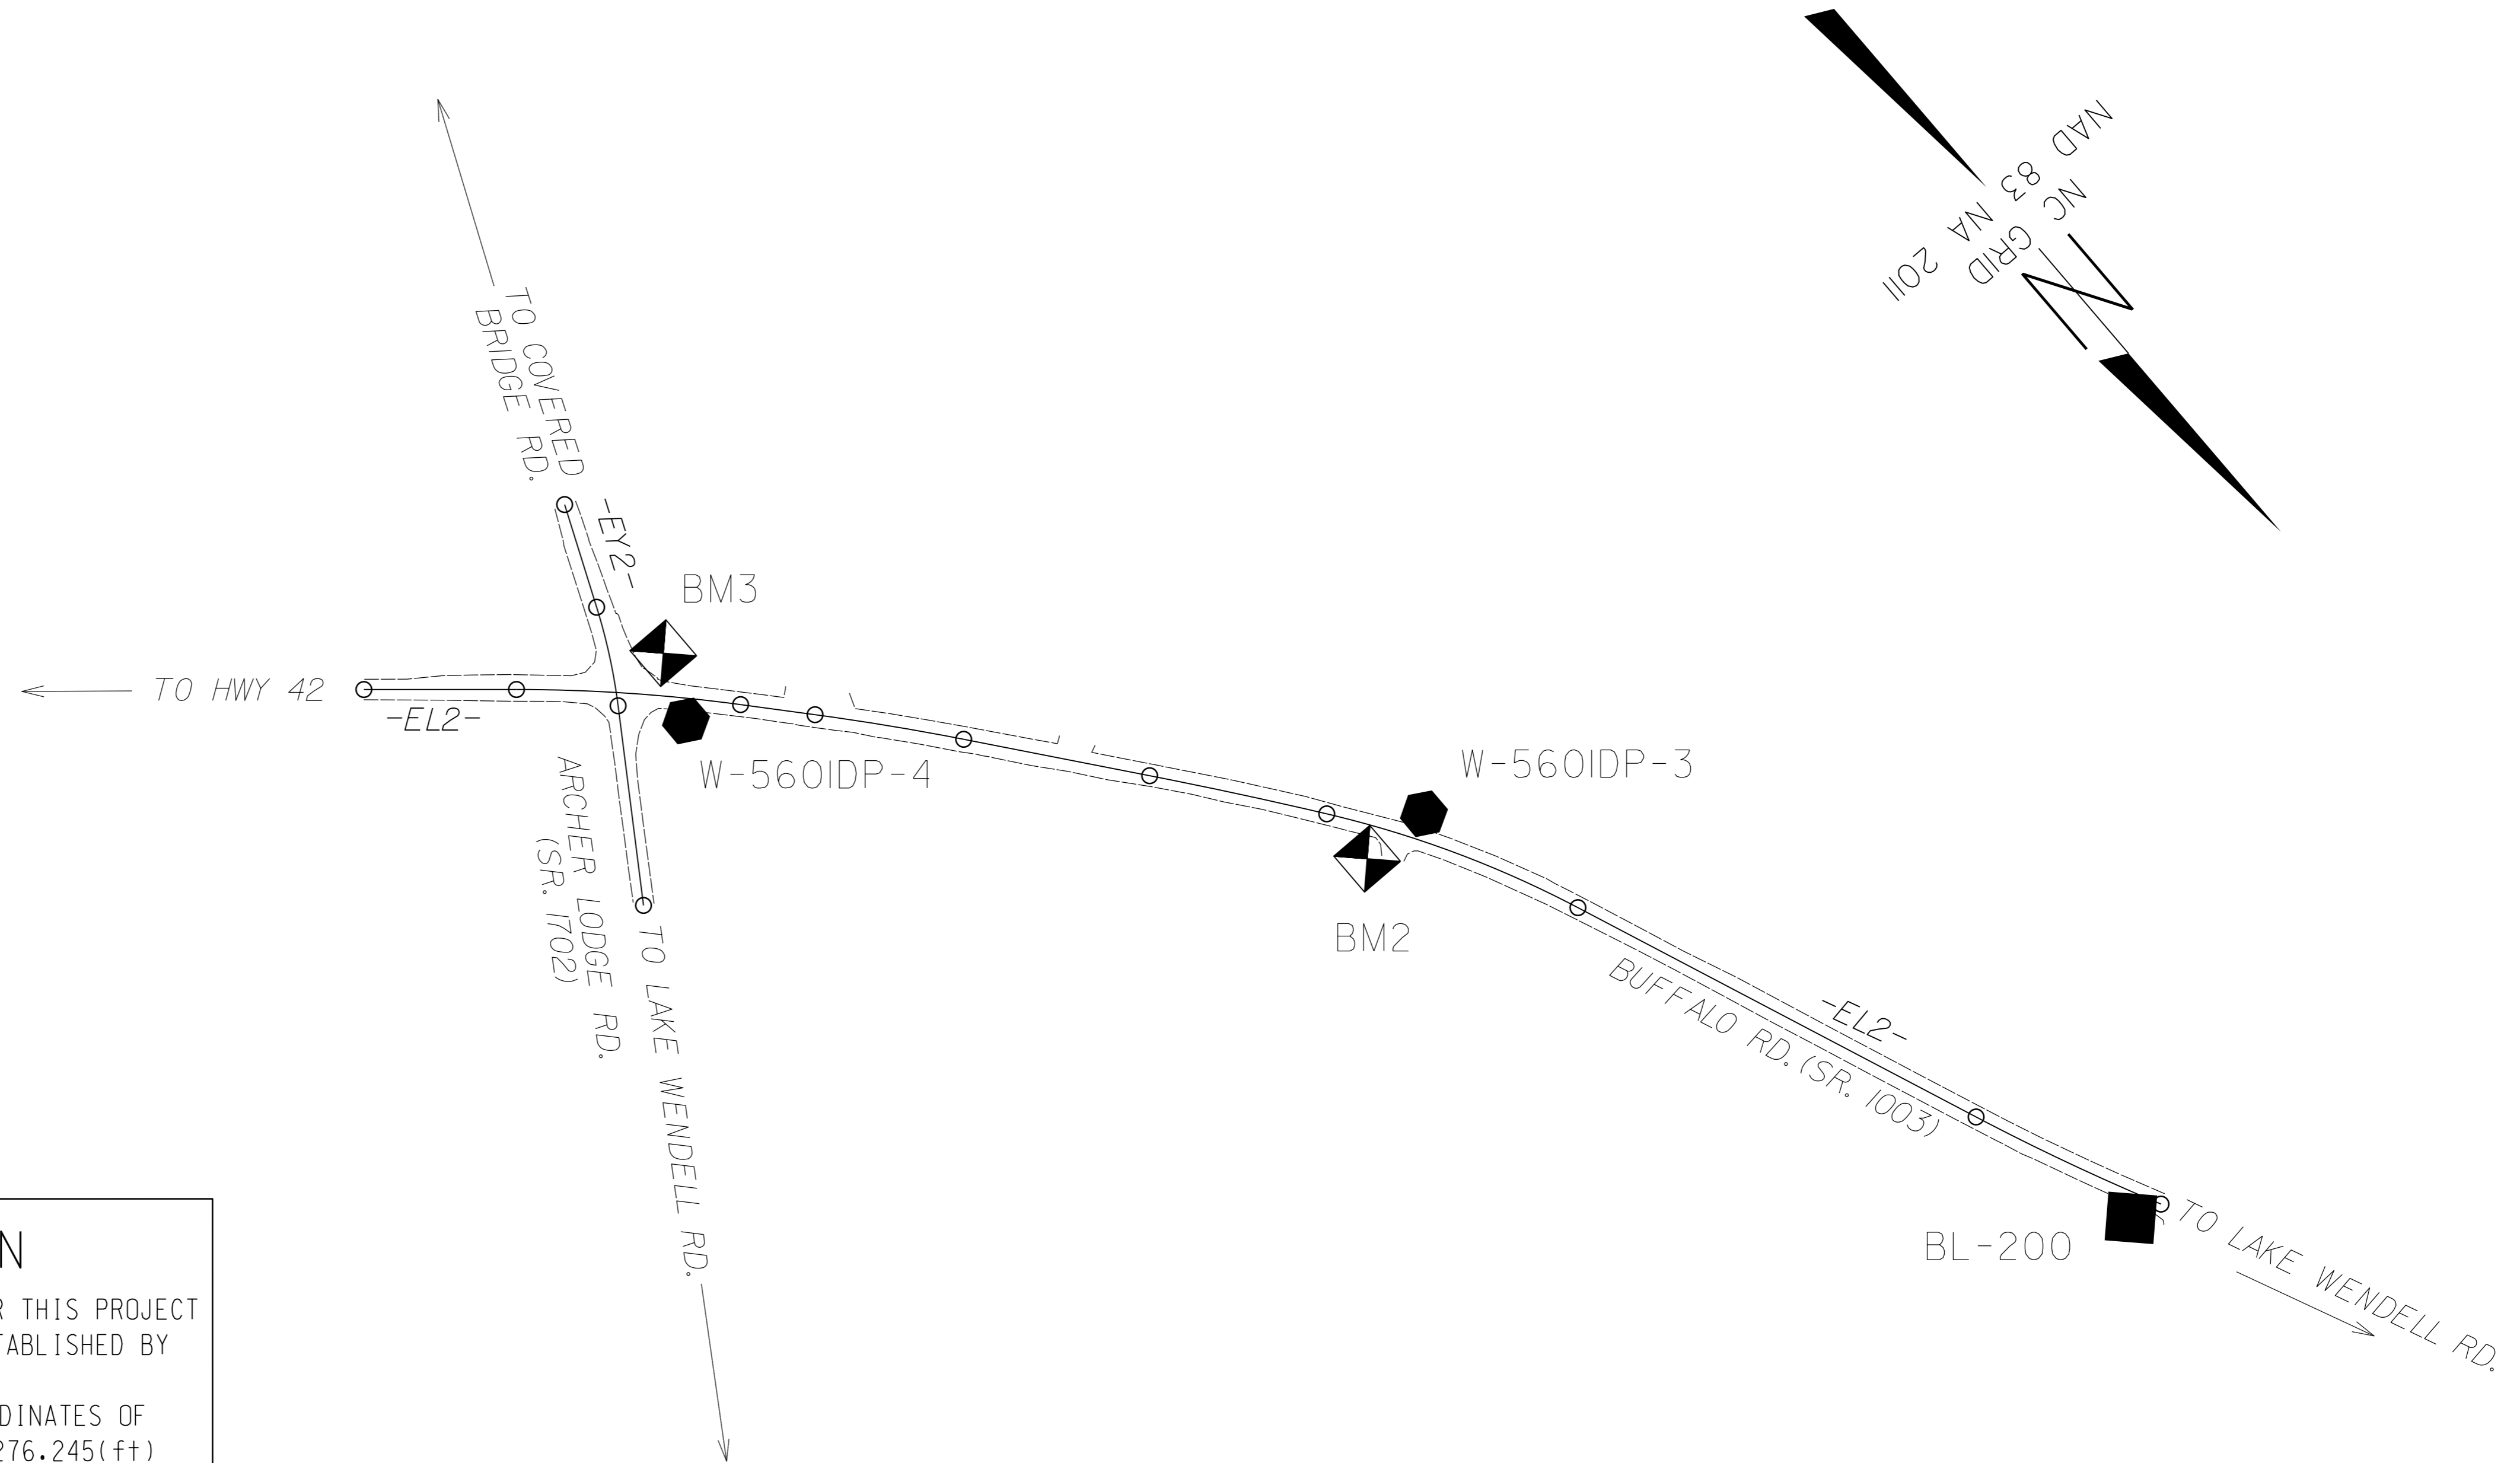 NAD 83 NA 2011
NC GRID
N
TO COVERED
BRIDGE RD.
-EY2-
BM3
TO HWY 42
-EL2-
W-5601DP-4
W-5601DP-3
ARCHER LODGE RD.
(SR. 1702)
BM2
TO LAKE WENDELL RD.
BUFFALO RD. (SR. 1003)
-EL2-
BL-200
TO LAKE WENDELL RD.
N
R THIS PROJECT
TABLISHED BY
DINATES OF
276.245(ft)